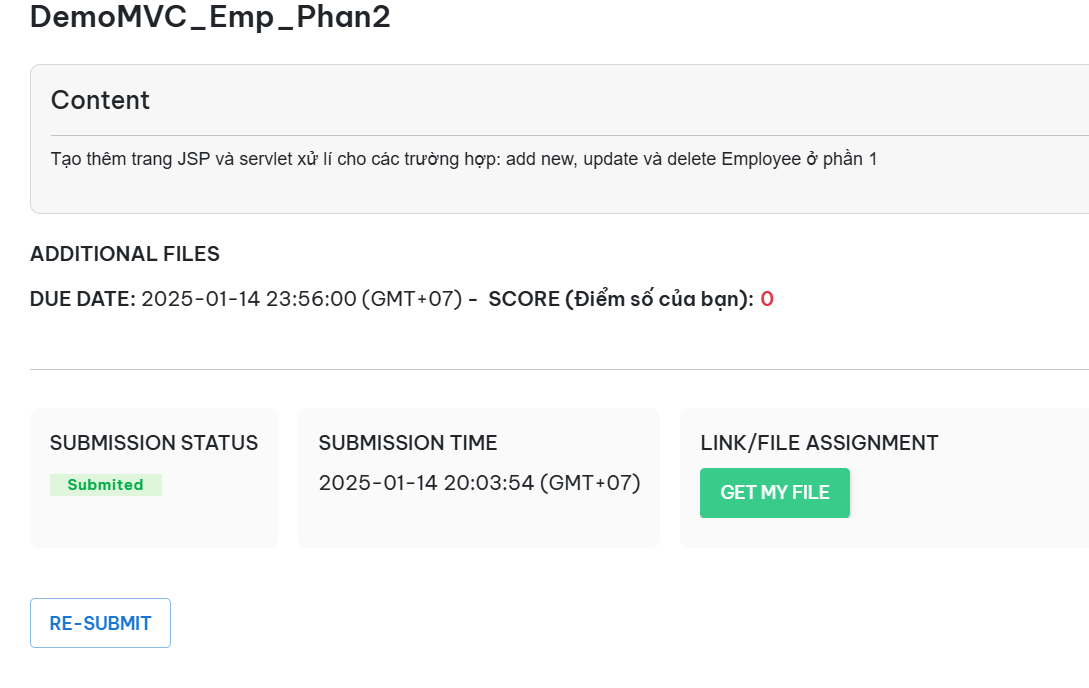 DemoMVC_Emp_Phan2
Content
Tạo thêm trang JSP và servlet xử lí cho các trường hợp: add new, update và delete Employee ở phần 1
ADDITIONAL FILES
DUE DATE: 2025-01-14 23:56:00 (GMT+07) - SCORE (Điểm số của bạn): 0
SUBMISSION STATUS
Submited
SUBMISSION TIME
2025-01-14 20:03:54 (GMT+07)
LINK/FILE ASSIGNMENT
GET MY FILE
RE-SUBMIT